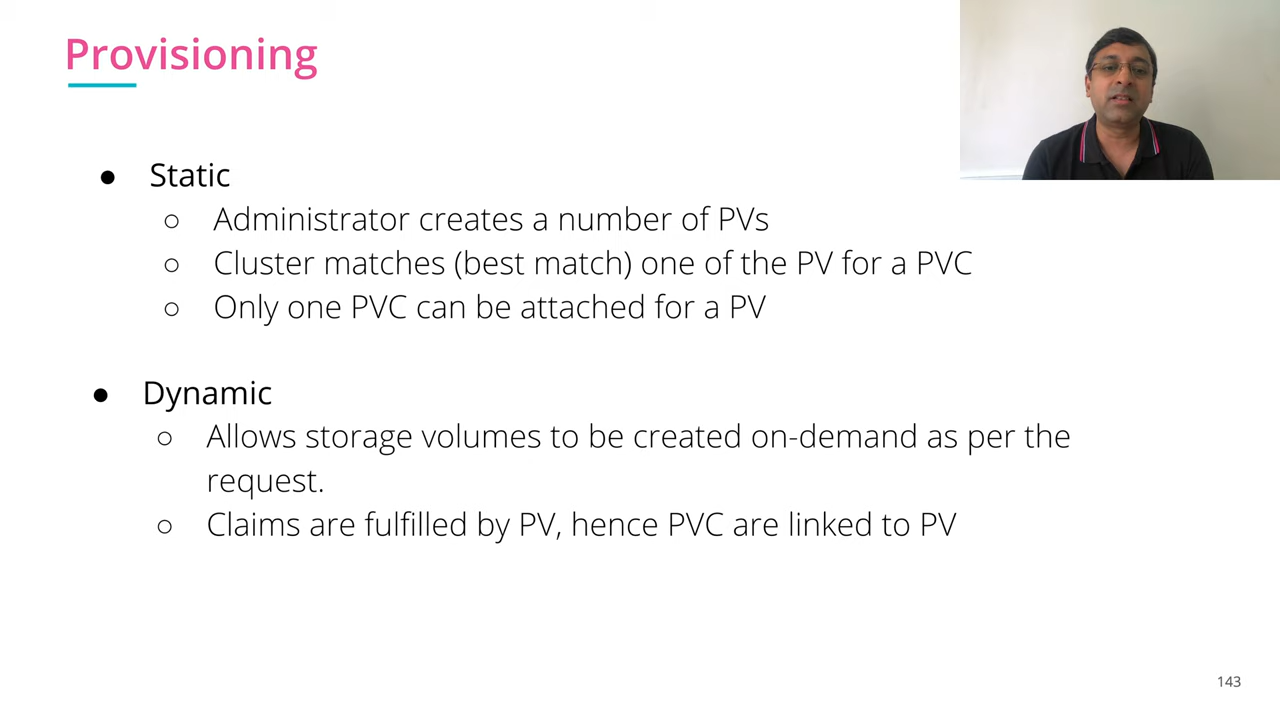 Provisioning
● Static
○ Administrator creates a number of PVs
○ Cluster matches (best match) one of the PV for a PVC
○ Only one PVC can be attached for a PV
● Dynamic
○ Allows storage volumes to be created on-demand as per the
request.
○ Claims are fulfilled by PV, hence PVC are linked to PV
143